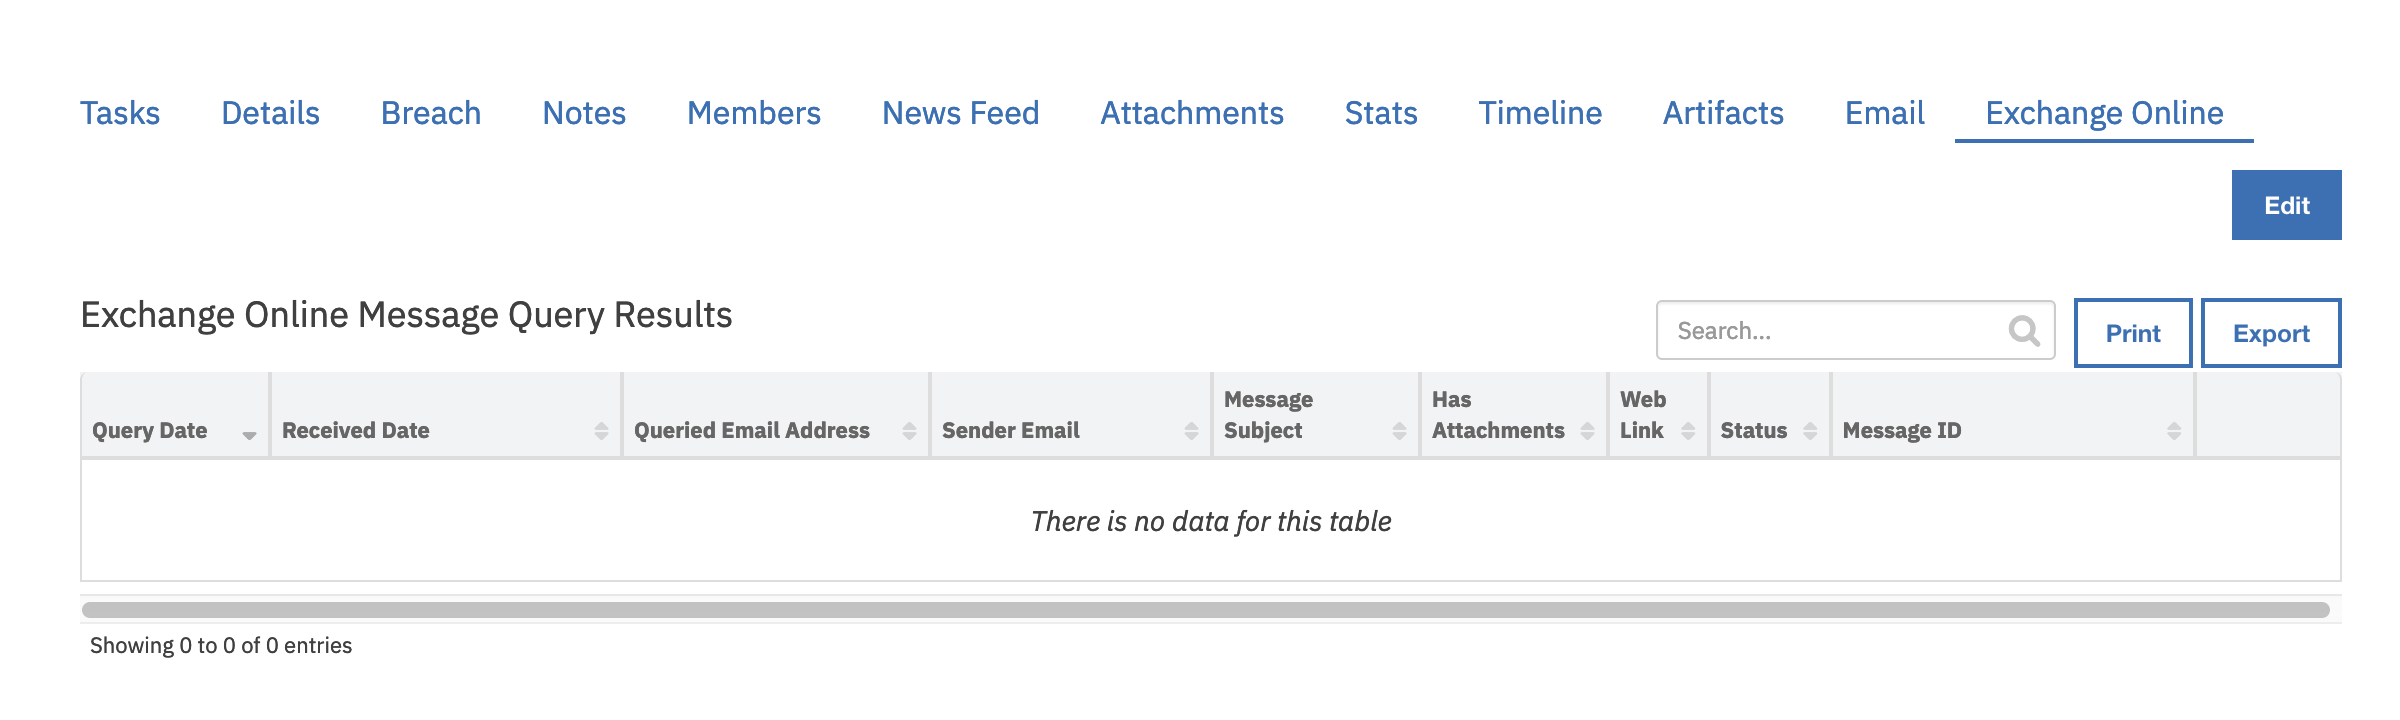 Tasks Details Breach Notes Members News Feed Attachments Stats Timeline Artifacts Email Exchange Online
Edit
Exchange Online Message Query Results
Search...
Print
Export
Query Date
Received Date
Queried Email Address
Sender Email
Message
Subject
Has
Attachments
Web
Link
Status
Message ID
There is no data for this table
Showing 0 to 0 of 0 entries